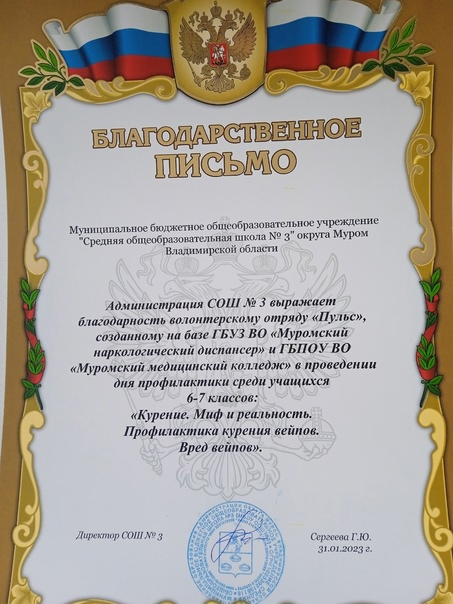 БЛАГОДАРСТВЕННОЕ
ПИСЬМО
Муниципальное бюджетное общеобразовательное учреждение
"Средняя общеобразовательная школа № 3" округа Муром
Владимирской области
Администрация СОШ № 3 выражает
благодарность волонтерскому отряду «Пульс»,
созданному на базе ГБУЗ ВО «Муромский
наркологический диспансер» и ГБПОУ ВО
«Муромский медицинский колледж» в проведении
дня профилактики среди учащихся
6-7 классов:
«Курение. Миф и реальность.
Профилактика курения вейпов.
Вред вейпов».
Директор СОШ № 3
Сергеева Г.Ю.
31.01.2023 г.